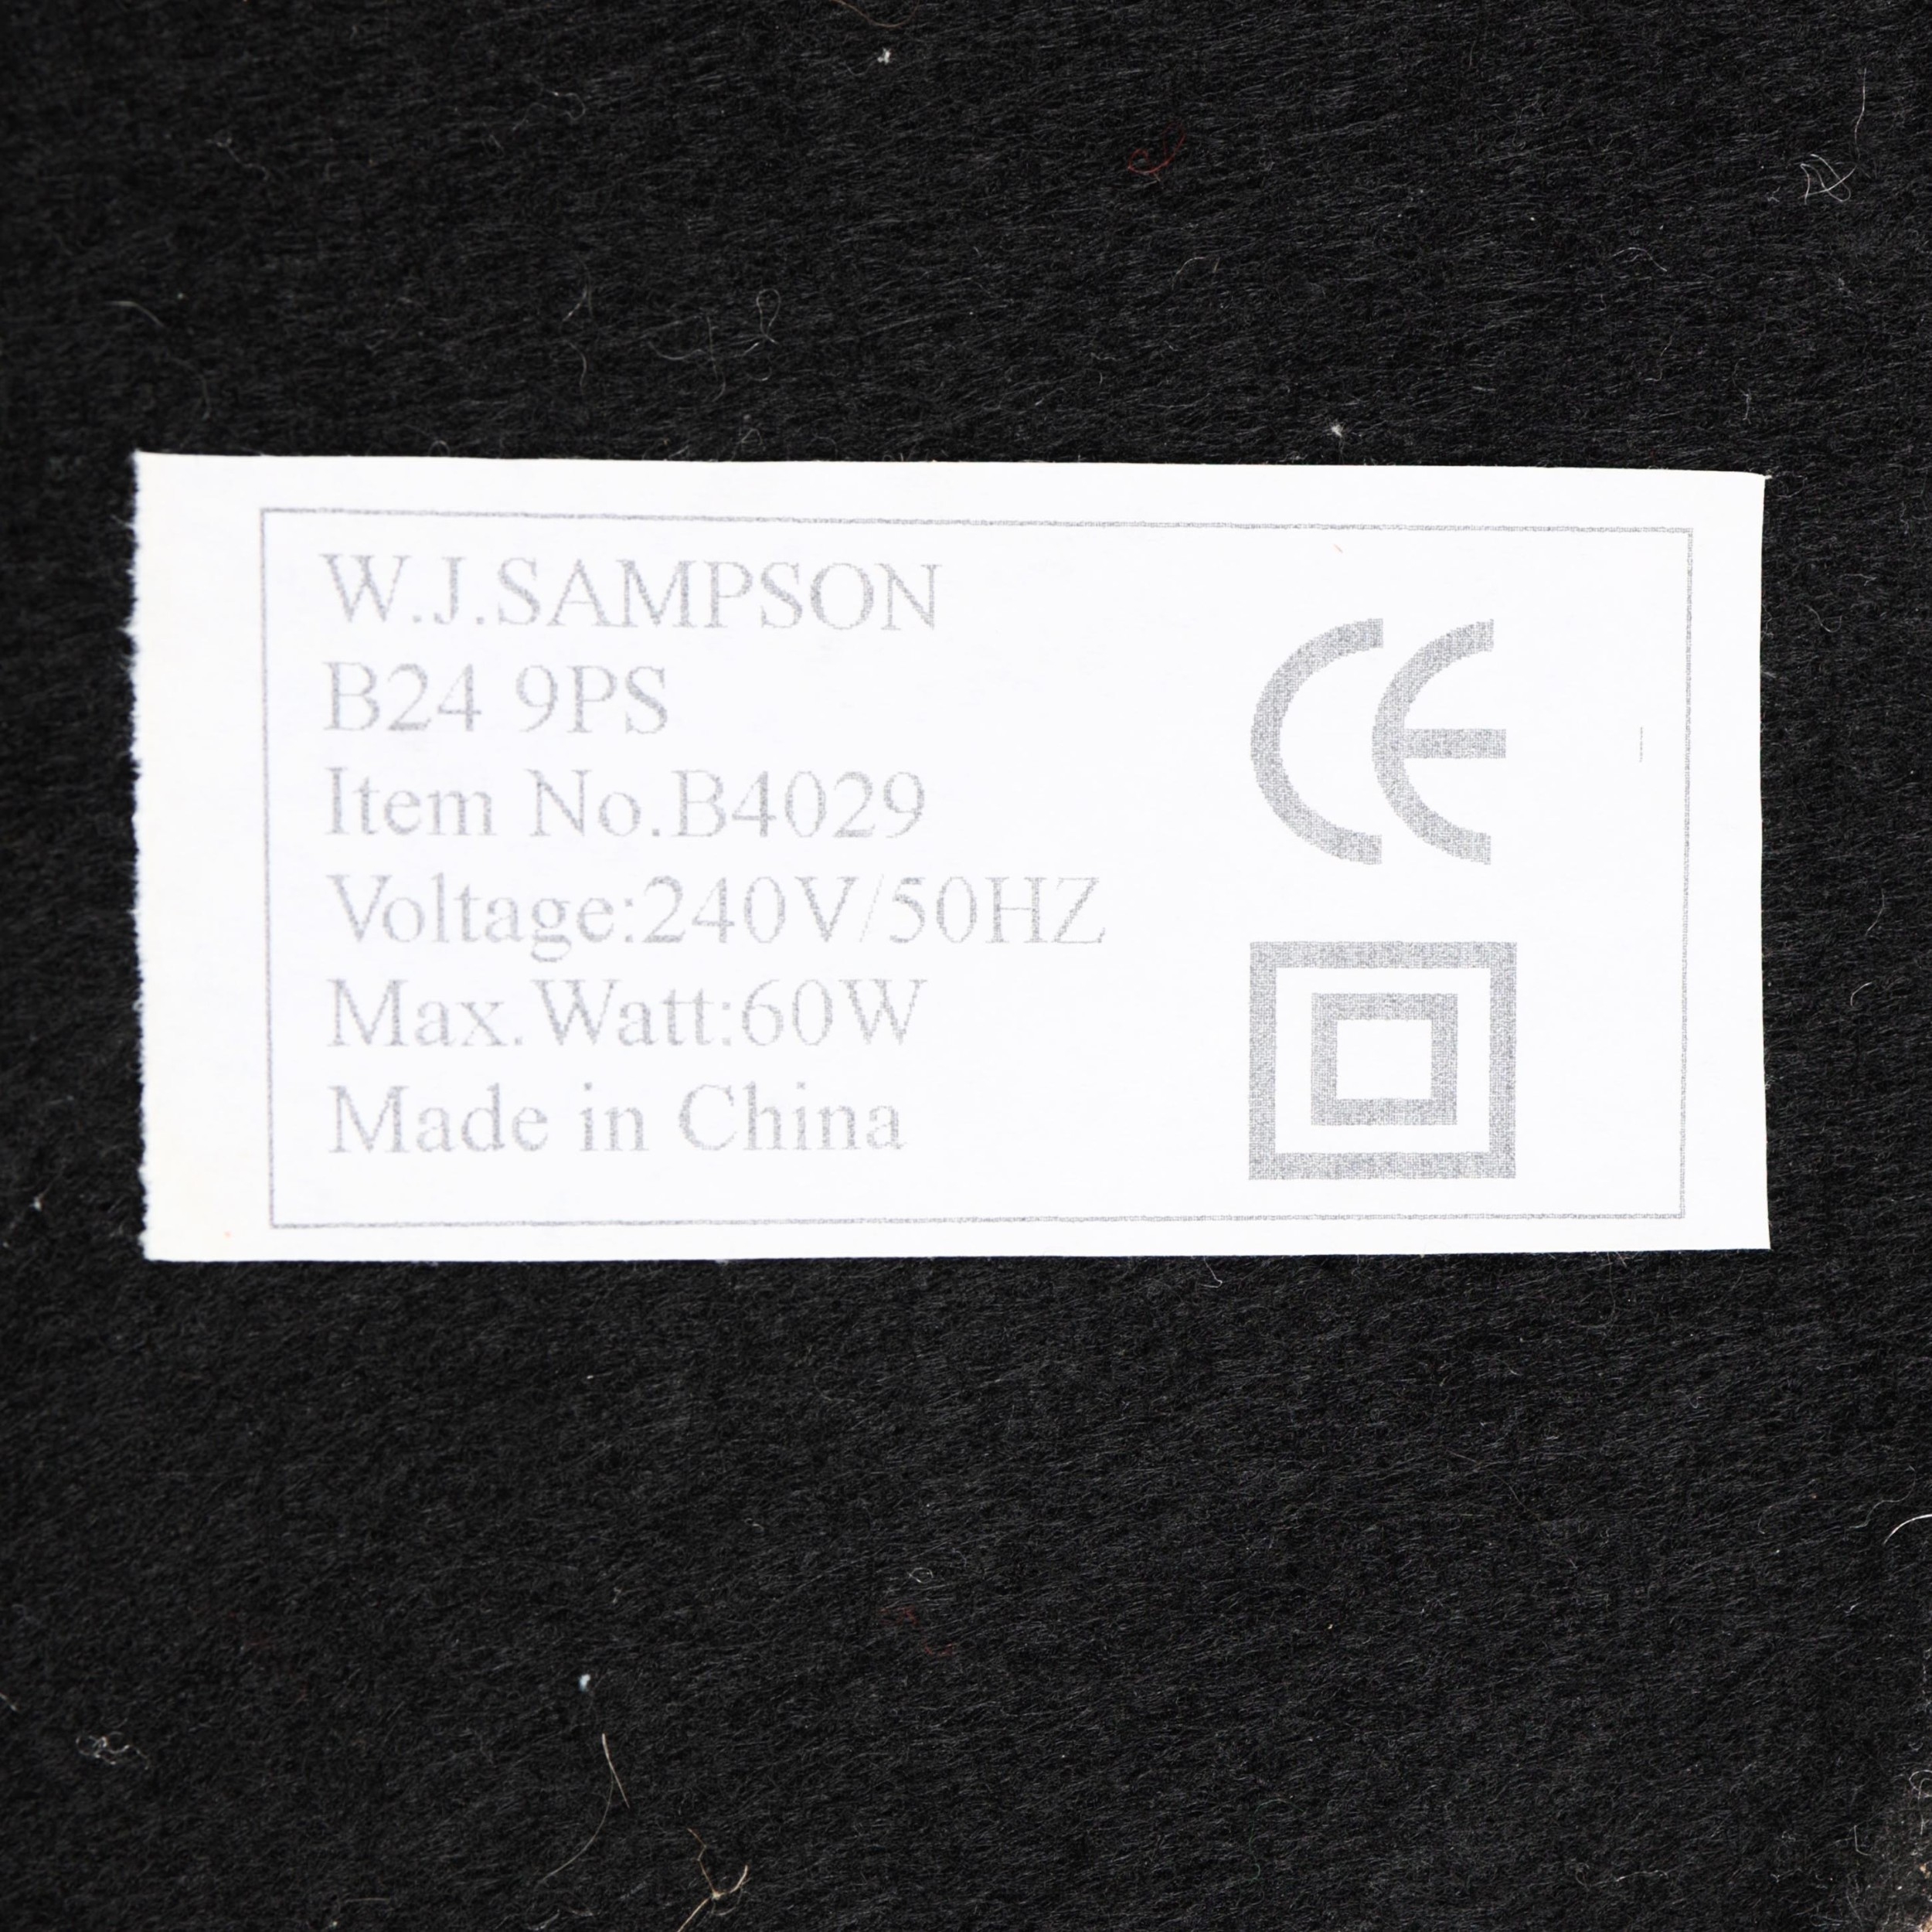 W.J.SAMPSON
B24 9PS
Item No.B4029
Voltage:240V/50HZ
Max.Watt:60W
Made in China
CE